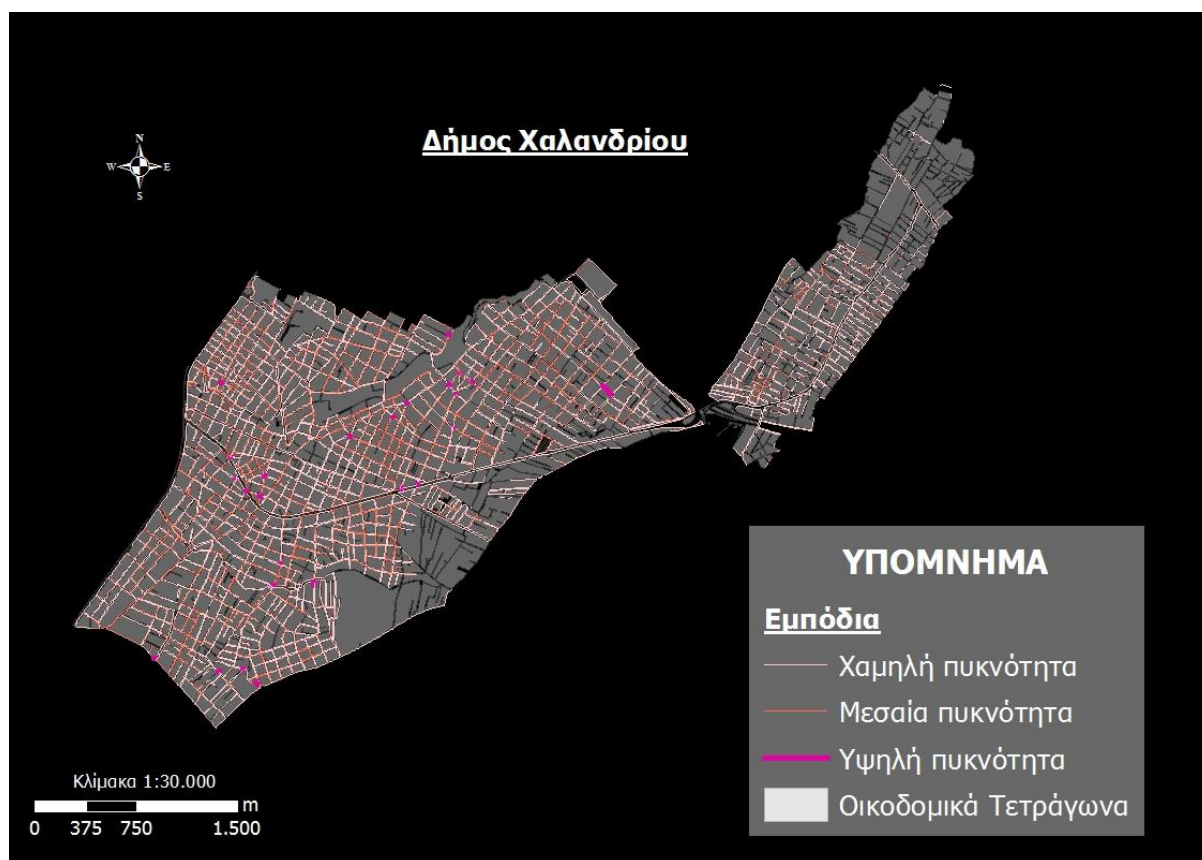 Δήμος Χαλανδρίου
N
W E
S
ΥΠΟΜΝΗΜΑ
Εμπόδια
Χαμηλή πυκνότητα
Μεσαία πυκνότητα
Υψηλή πυκνότητα
Οικοδομικά Τετράγωνα
Κλίμακα 1:30.000
m
0 375 750 1.500